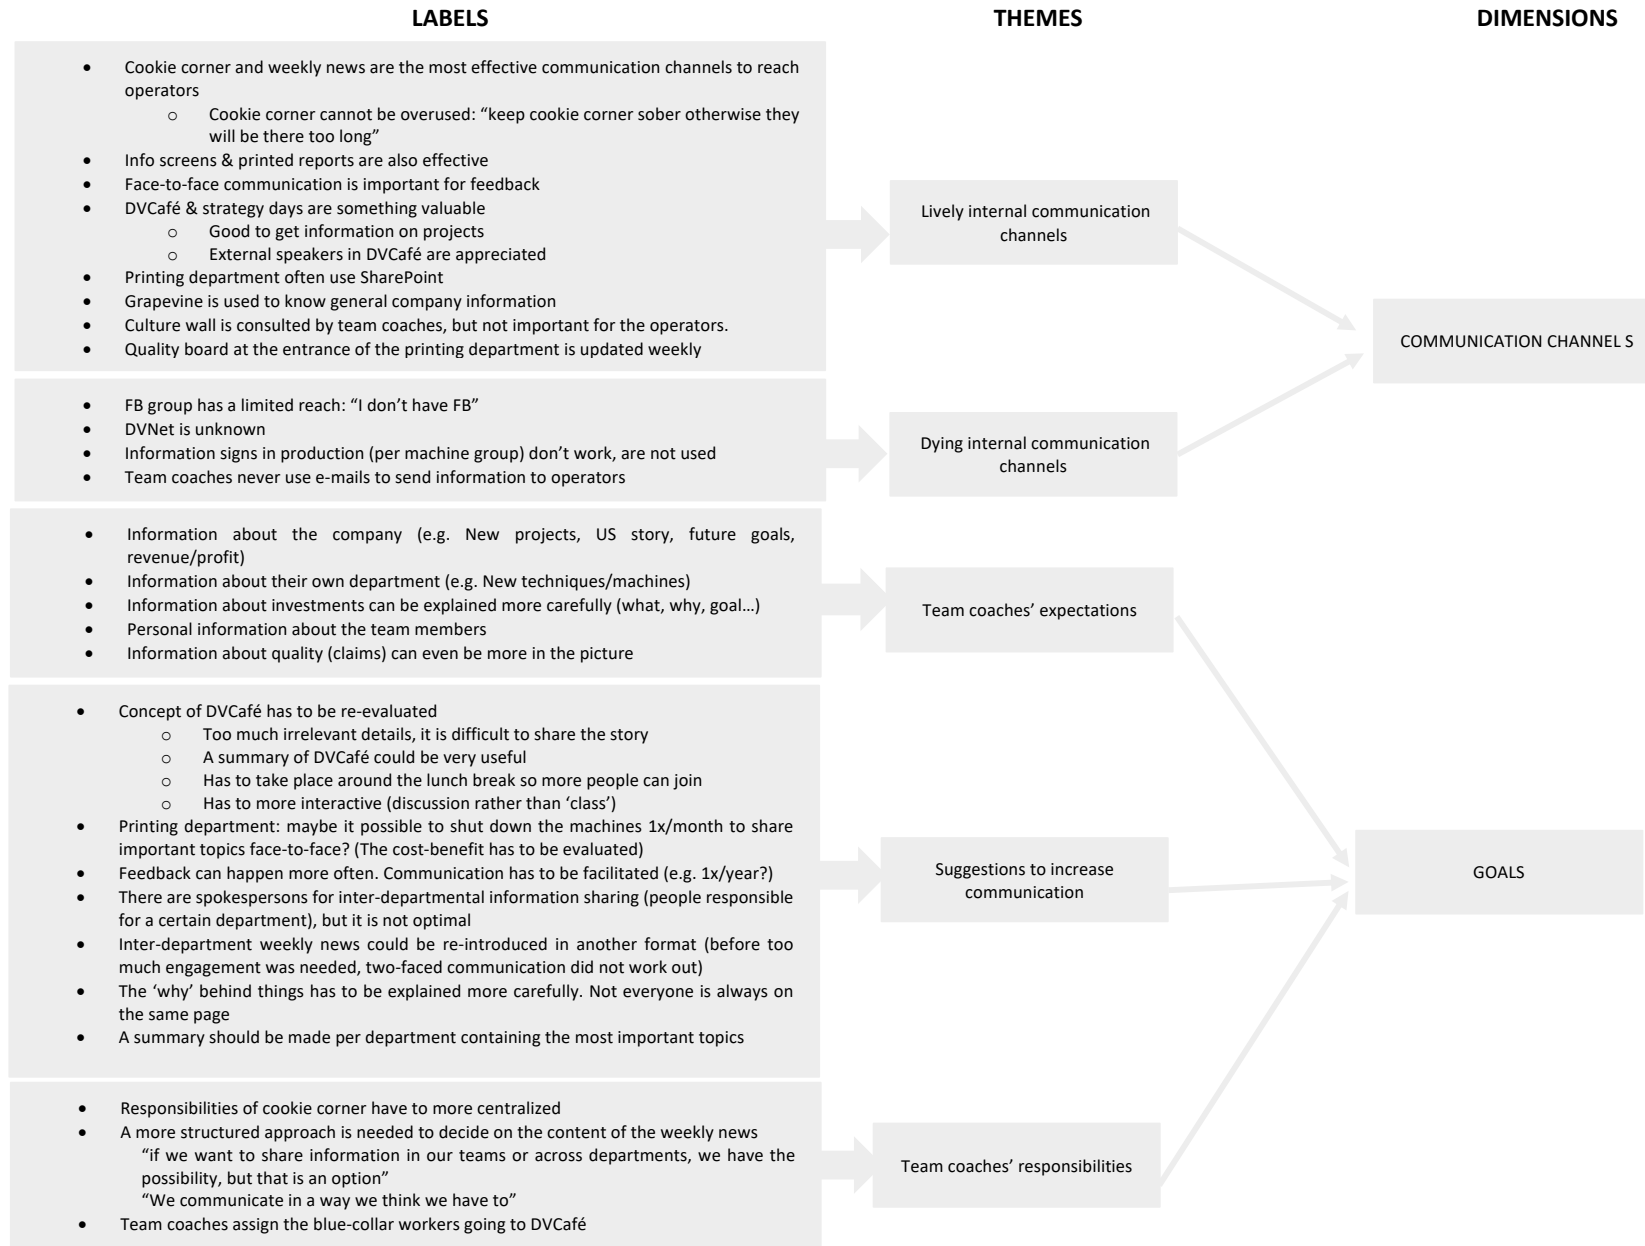 LABELS
THEMES
DIMENSIONS
• Cookie corner and weekly news are the most effective communication channels to reach
operators
o Cookie corner cannot be overused: “keep cookie corner sober otherwise they
will be there too long”
• Info screens & printed reports are also effective
• Face-to-face communication is important for feedback
• DVCafé & strategy days are something valuable
o Good to get information on projects
o External speakers in DVCafé are appreciated
• Printing department often use SharePoint
• Grapevine is used to know general company information
• Culture wall is consulted by team coaches, but not important for the operators.
• Quality board at the entrance of the printing department is updated weekly
Lively internal communication
channels
COMMUNICATION CHANNEL S
• FB group has a limited reach: “I don’t have FB”
• DVNet is unknown
• Information signs in production (per machine group) don’t work, are not used
• Team coaches never use e-mails to send information to operators
Dying internal communication
channels
• Information about the company (e.g. New projects, US story, future goals,
revenue/profit)
• Information about their own department (e.g. New techniques/machines)
• Information about investments can be explained more carefully (what, why, goal…)
• Personal information about the team members
• Information about quality (claims) can even be more in the picture
Team coaches’ expectations
• Concept of DVCafé has to be re-evaluated
o Too much irrelevant details, it is difficult to share the story
o A summary of DVCafé could be very useful
o Has to take place around the lunch break so more people can join
o Has to more interactive (discussion rather than ‘class’)
• Printing department: maybe it possible to shut down the machines 1x/month to share
important topics face-to-face? (The cost-benefit has to be evaluated)
• Feedback can happen more often. Communication has to be facilitated (e.g. 1x/year?)
• There are spokespersons for inter-departmental information sharing (people responsible
for a certain department), but it is not optimal
• Inter-department weekly news could be re-introduced in another format (before too
much engagement was needed, two-faced communication did not work out)
• The ‘why’ behind things has to be explained more carefully. Not everyone is always on
the same page
• A summary should be made per department containing the most important topics
Suggestions to increase
communication
GOALS
• Responsibilities of cookie corner have to more centralized
• A more structured approach is needed to decide on the content of the weekly news
“if we want to share information in our teams or across departments, we have the
possibility, but that is an option”
“We communicate in a way we think we have to”
• Team coaches assign the blue-collar workers going to DVCafé
Team coaches’ responsibilities